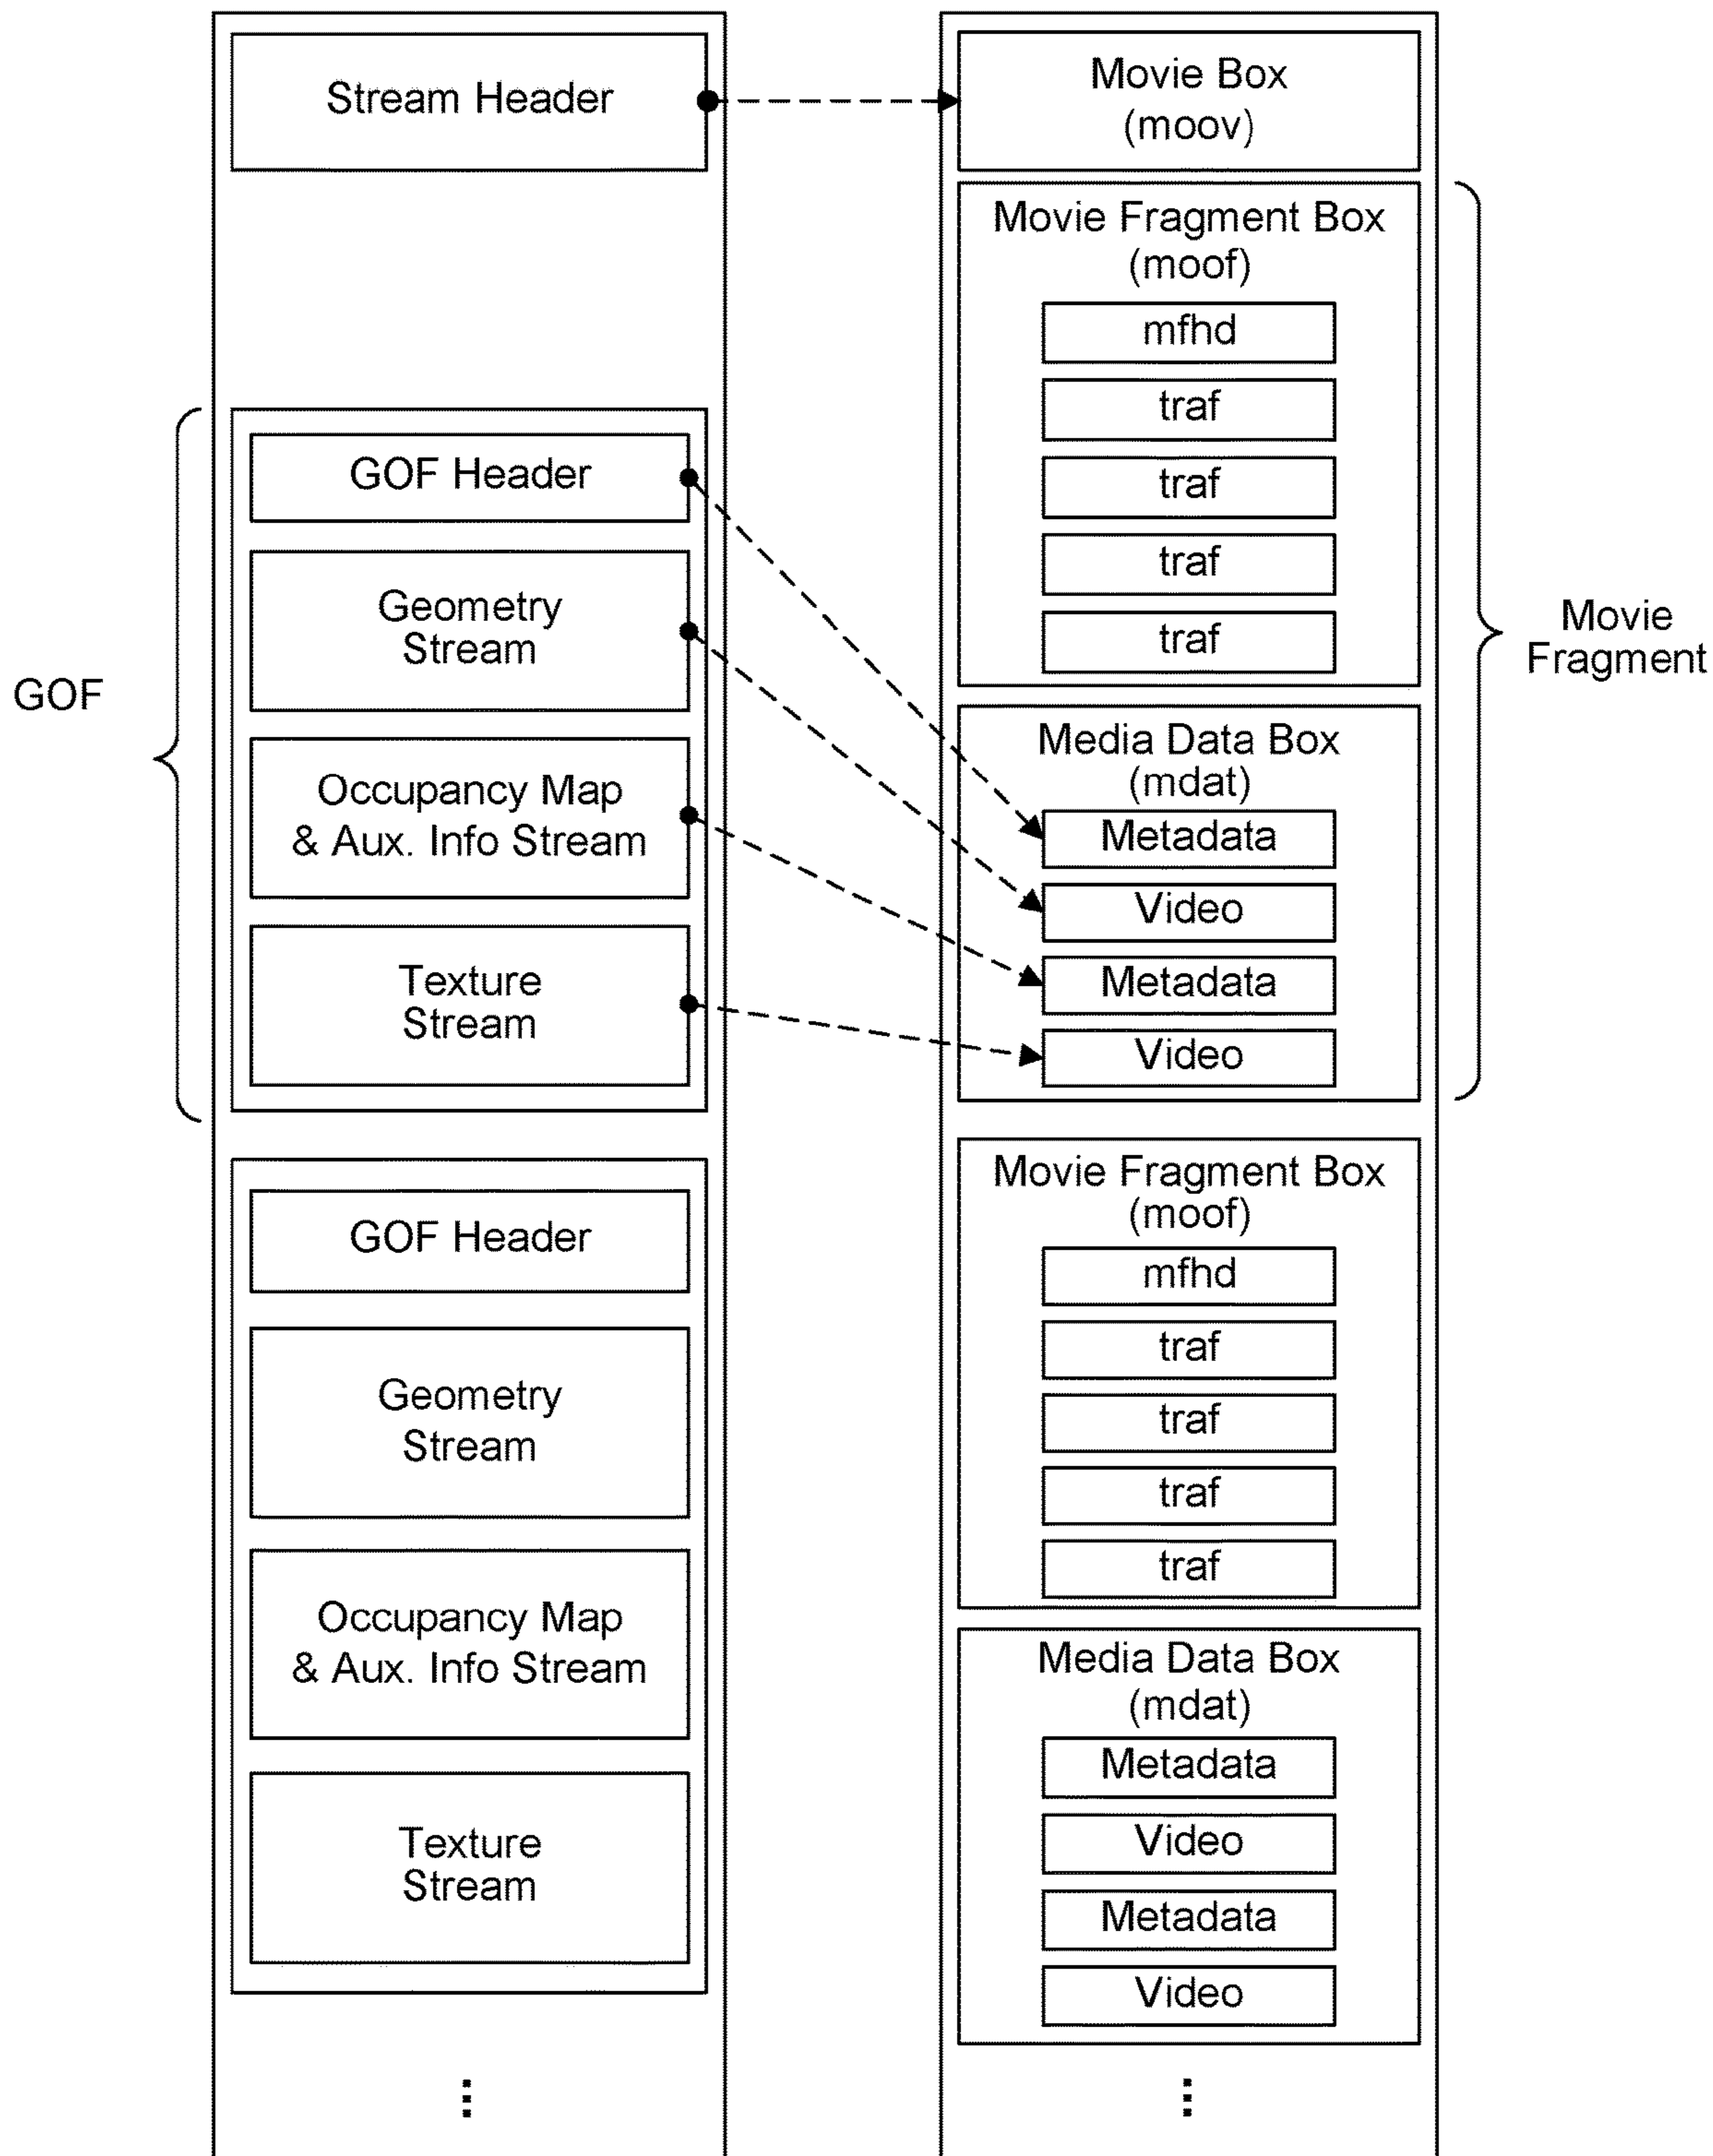 Stream Header
GOF
GOF Header
Geometry
Stream
Occupancy Map
& Aux. Info Stream
Texture
Stream
GOF Header
Geometry
Stream
Occupancy Map
& Aux. Info Stream
Texture
Stream
Movie Box
(moov)
Movie Fragment Box
(moof)
mfhd
traf
traf
traf
traf
Media Data Box
(mdat)
Metadata
Video
Metadata
Video
Movie
Fragment
Movie Fragment Box
(moof)
mfhd
traf
traf
traf
traf
Media Data Box
(mdat)
Metadata
Video
Metadata
Video